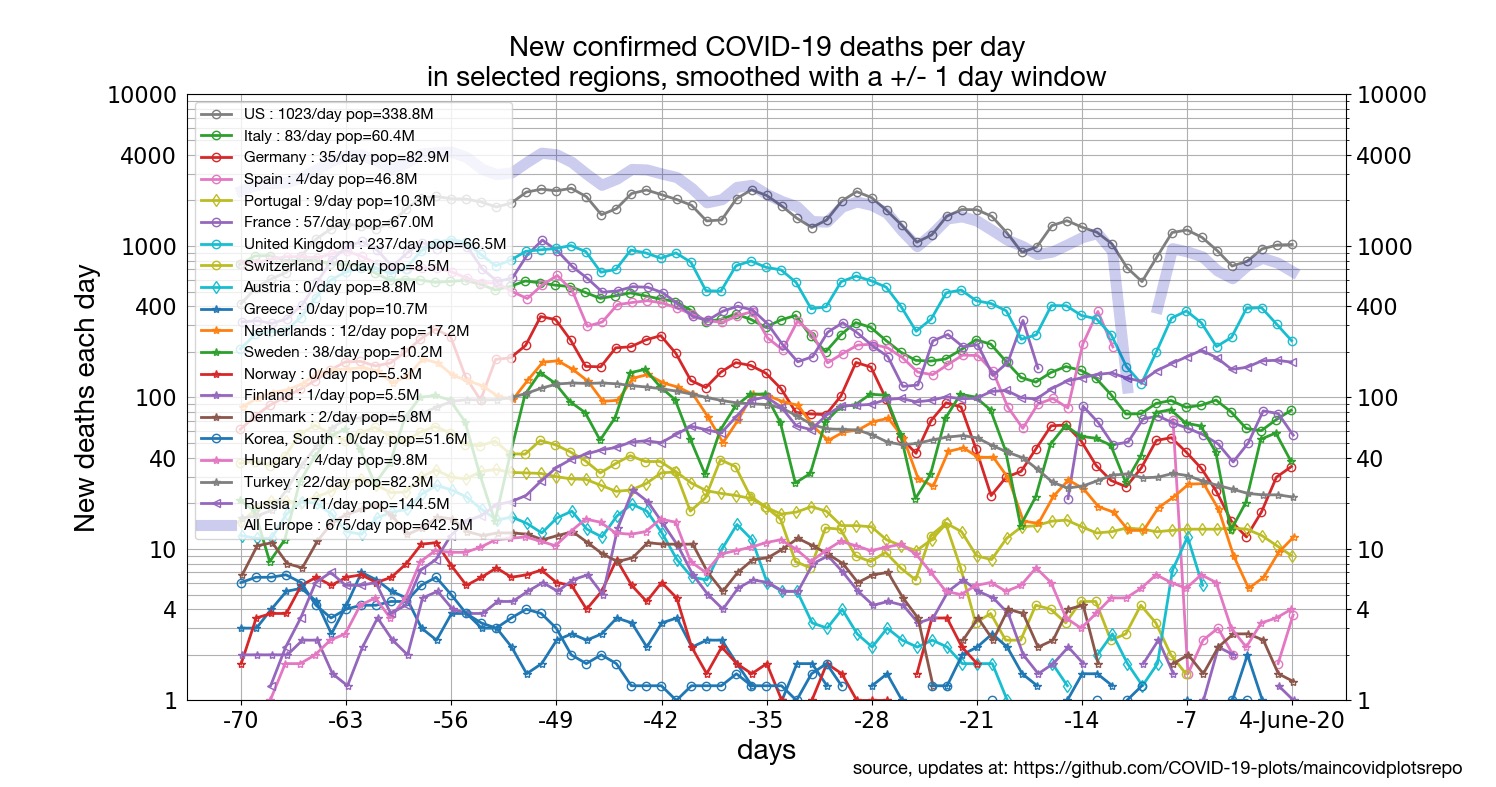 New confirmed COVID-19 deaths per day
in selected regions, smoothed with a +/- 1 day window
10000
4000
1000
400
100
40
10
4
1
New deaths each day
US : 1023/day pop=338.8M
Italy : 83/day pop=60.4M
Germany : 35/day pop=82.9M
Spain : 4/day pop=46.8M
Portugal : 9/day pop=10.3M
France : 57/day pop=67.0M
United Kingdom : 237/day pop=66.5M
Switzerland : 0/day pop=8.5M
Austria : 0/day pop=8.8M
Greece : 0/day pop=10.7M
Netherlands : 12/day pop=17.2M
Sweden : 38/day pop=10.2M
Norway : 0/day pop=5.3M
Finland : 1/day pop=5.5M
Denmark : 2/day pop=5.8M
Korea, South : 0/day pop=51.6M
Hungary : 4/day pop=9.8M
Turkey : 22/day pop=82.3M
Russia : 171/day pop=144.5M
All Europe : 675/day pop=642.5M
10000
4000
1000
400
100
40
10
4
1
-70 -63 -56 -49 -42 -35 -28 -21 -14 -7 4-June-20
days
source, updates at: https://github.com/COVID-19-plots/maincovidplotsrepo